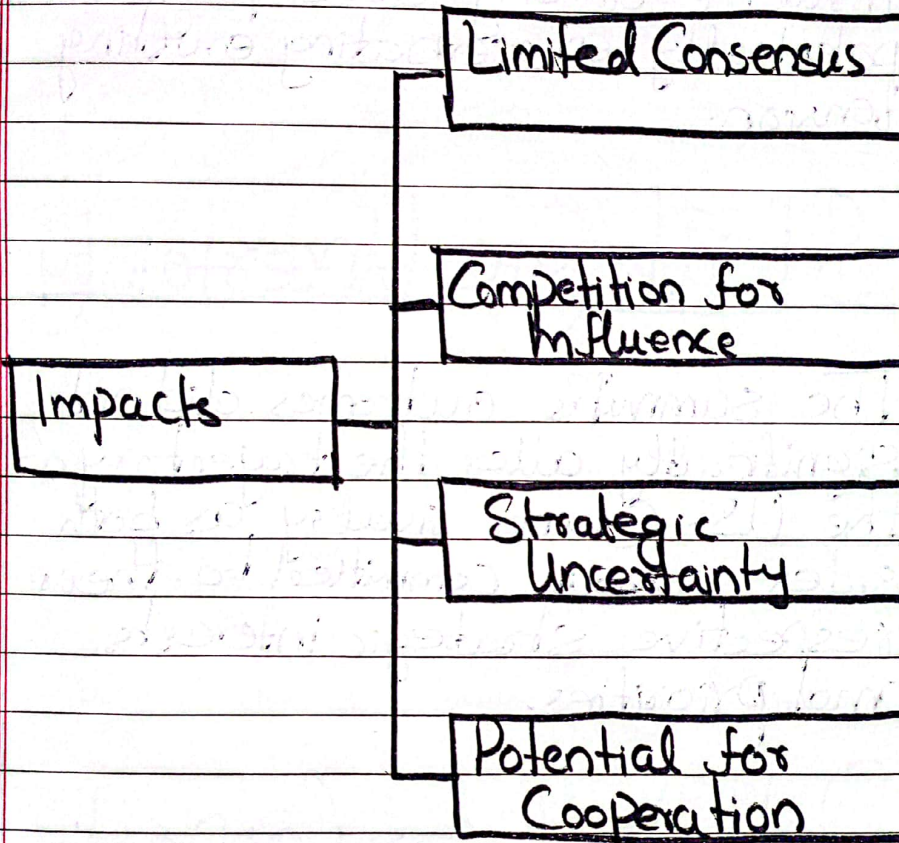 Limited Consensus
Competition for
Influence
Impacts
Strategic
Uncertainty
Potential for
Cooperation